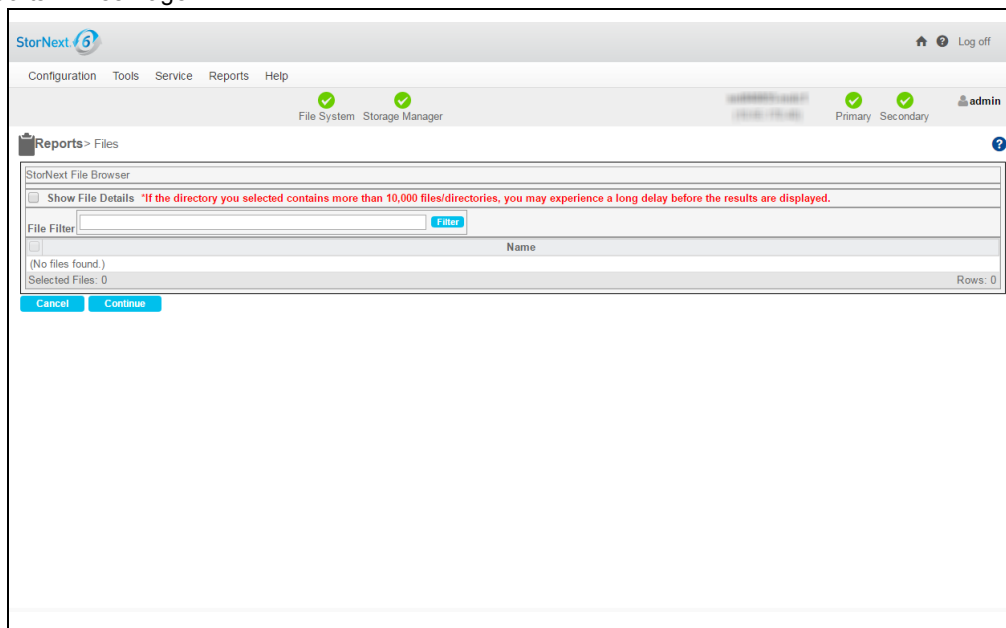 StorNext. 6
Log off
Configuration Tools Service Reports Help
File System Storage Manager
Primary Secondary
admin
Reports> Files
StorNext File Browser
Show File Details *If the directory you selected contains more than 10,000 files/directories, you may experience a long delay before the results are displayed.
File Filter
Filter
Name
(No files found.)
Selected Files: 0
Rows: 0
Cancel Continue